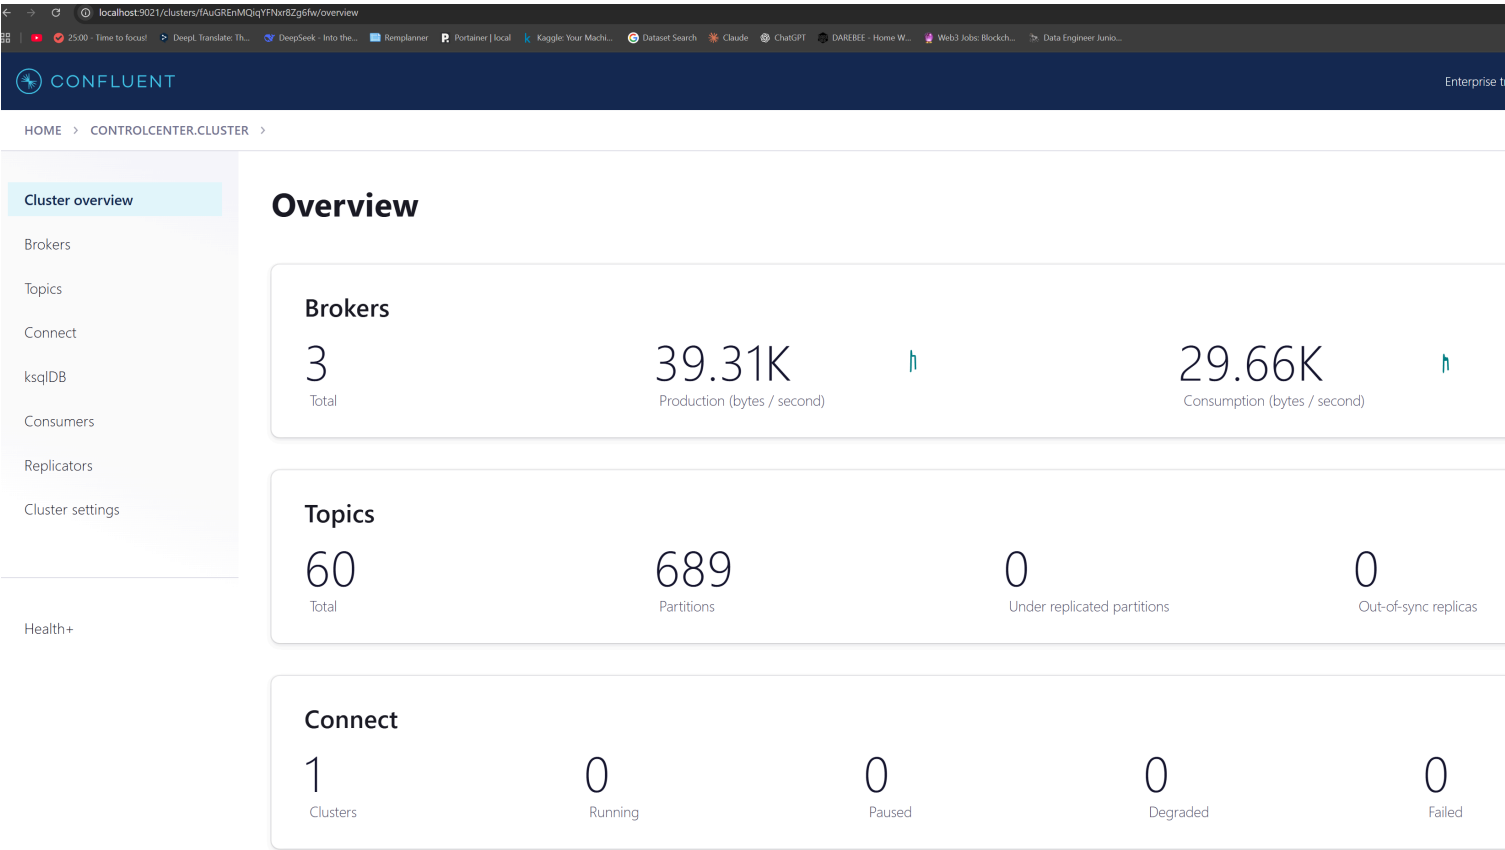 localhost:9021/clusters/fAuGREnMQiqYFNxr8Zg6fw/overview
25:00 - Time to focus! DeepL Translate: Th... DeepSeek - Into the... Remplanner Portainer | local Kaggle: Your Machi... Dataset Search Claude ChatGPT DAREBEE - Home W... Web3 Jobs: Blockch... Data Engineer Junio...
CONFLUENT
Enterprise
HOME > CONTROLCENTER.CLUSTER >
Cluster overview
Brokers
Topics
Connect
ksqlDB
Consumers
Replicators
Cluster settings
Health+
Overview
Brokers
3 39.31K 29.66K
Total Production (bytes / second) Consumption (bytes / second)
Topics
60 689 0 0
Total Partitions Under replicated partitions Out-of-sync replicas
Connect
1 0 0 0 0
Clusters Running Paused Degraded Failed